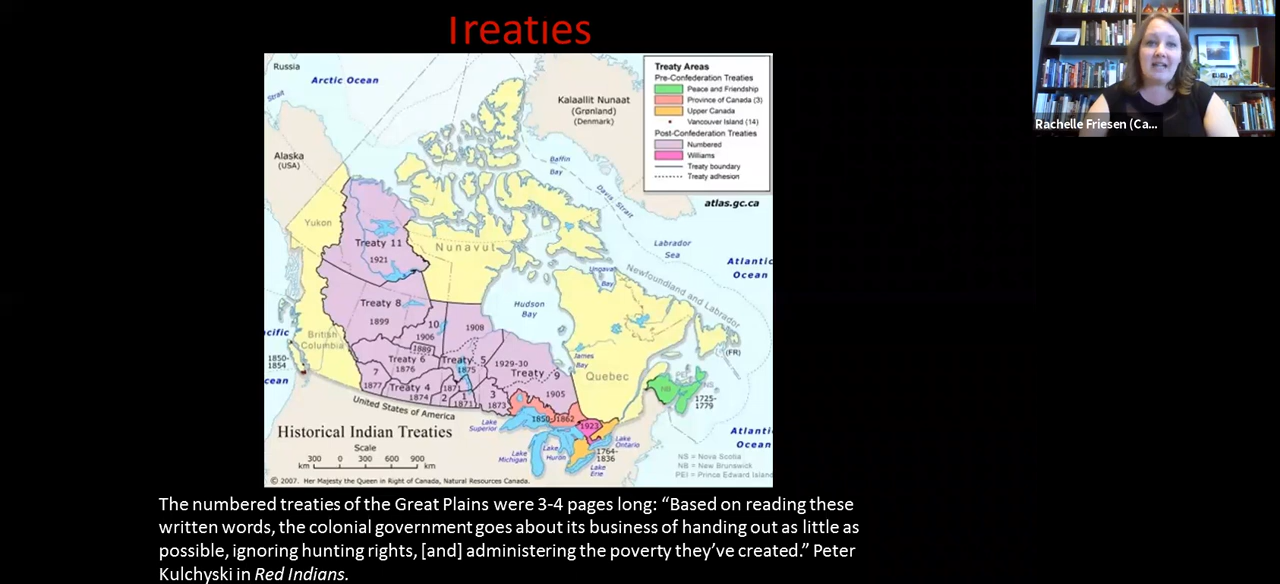 Treaties
Rachelle Friesen (Ca...
Russia
Arctic Ocean
Strait
Kalaallit Nunaat
(Grønland)
(Denmark)
Alaska
(USA)
Baffin
Bay
Davis Strait
Treaty Areas
Pre-Confederation Treaties
Peace and Friendship
Province of Canada (3)
Upper Canada
Vancouver Island (14)
Post-Confederation Treaties
Numbered
Williams
Treaty boundary
Treaty adhesion
atlas.gc.ca
Yukon
Treaty 11
1921
Nunavut
Labrador
Sea
Atlantic
Ocean
Ungava
Bay
Newfoundland and Labrador
Hudson
Bay
Treaty 8
1899
10
1906
1908
1889
cific
British
Columbia
1850-
1854
cean
Treaty 6
1876
Treaty 5
1875
1929-30
Treaty 9
1905
James
Bay
Quebec
(FR)
7
1877
Treaty 4
1874
2
1871
1
1871
3
1873
PEI
NB
NS
1725-
1779
United States of America
Lake
Superior
1850-1862
1923
1764-
1836
Lake
Ontario
Lake
Michigan
Lake
Huron
Lake
Erie
Atlantic
Ocean
Historical Indian Treaties
Scale
300 0 300 600 900
km km
NS = Nova Scotia
NB = New Brunswick
PEI = Prince Edward Island
© 2007. Her Majesty the Queen in Right of Canada, Natural Resources Canada.
The numbered treaties of the Great Plains were 3-4 pages long: “Based on reading these
written words, the colonial government goes about its business of handing out as little as
possible, ignoring hunting rights, [and] administering the poverty they’ve created.” Peter
Kulchyski in Red Indians.